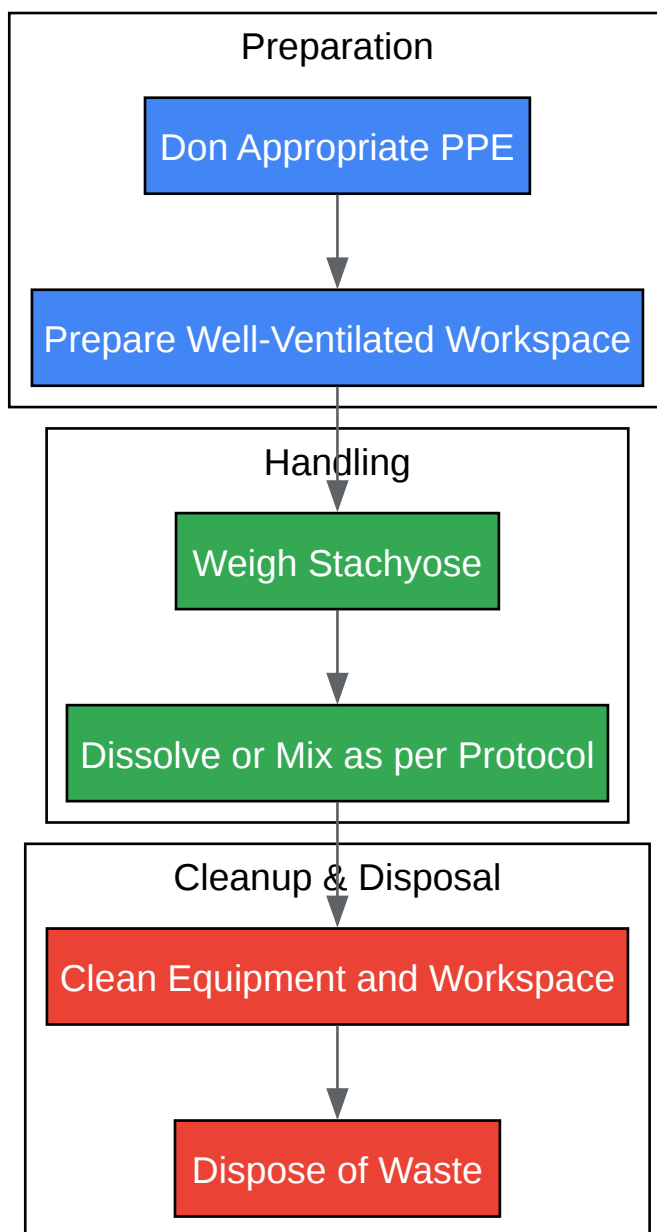 Preparation
Don Appropriate PPE
Prepare Well-Ventilated Workspace
Handling
Weigh Stachyose
Dissolve or Mix as per Protocol
Cleanup & Disposal
Clean Equipment and Workspace
Dispose of Waste